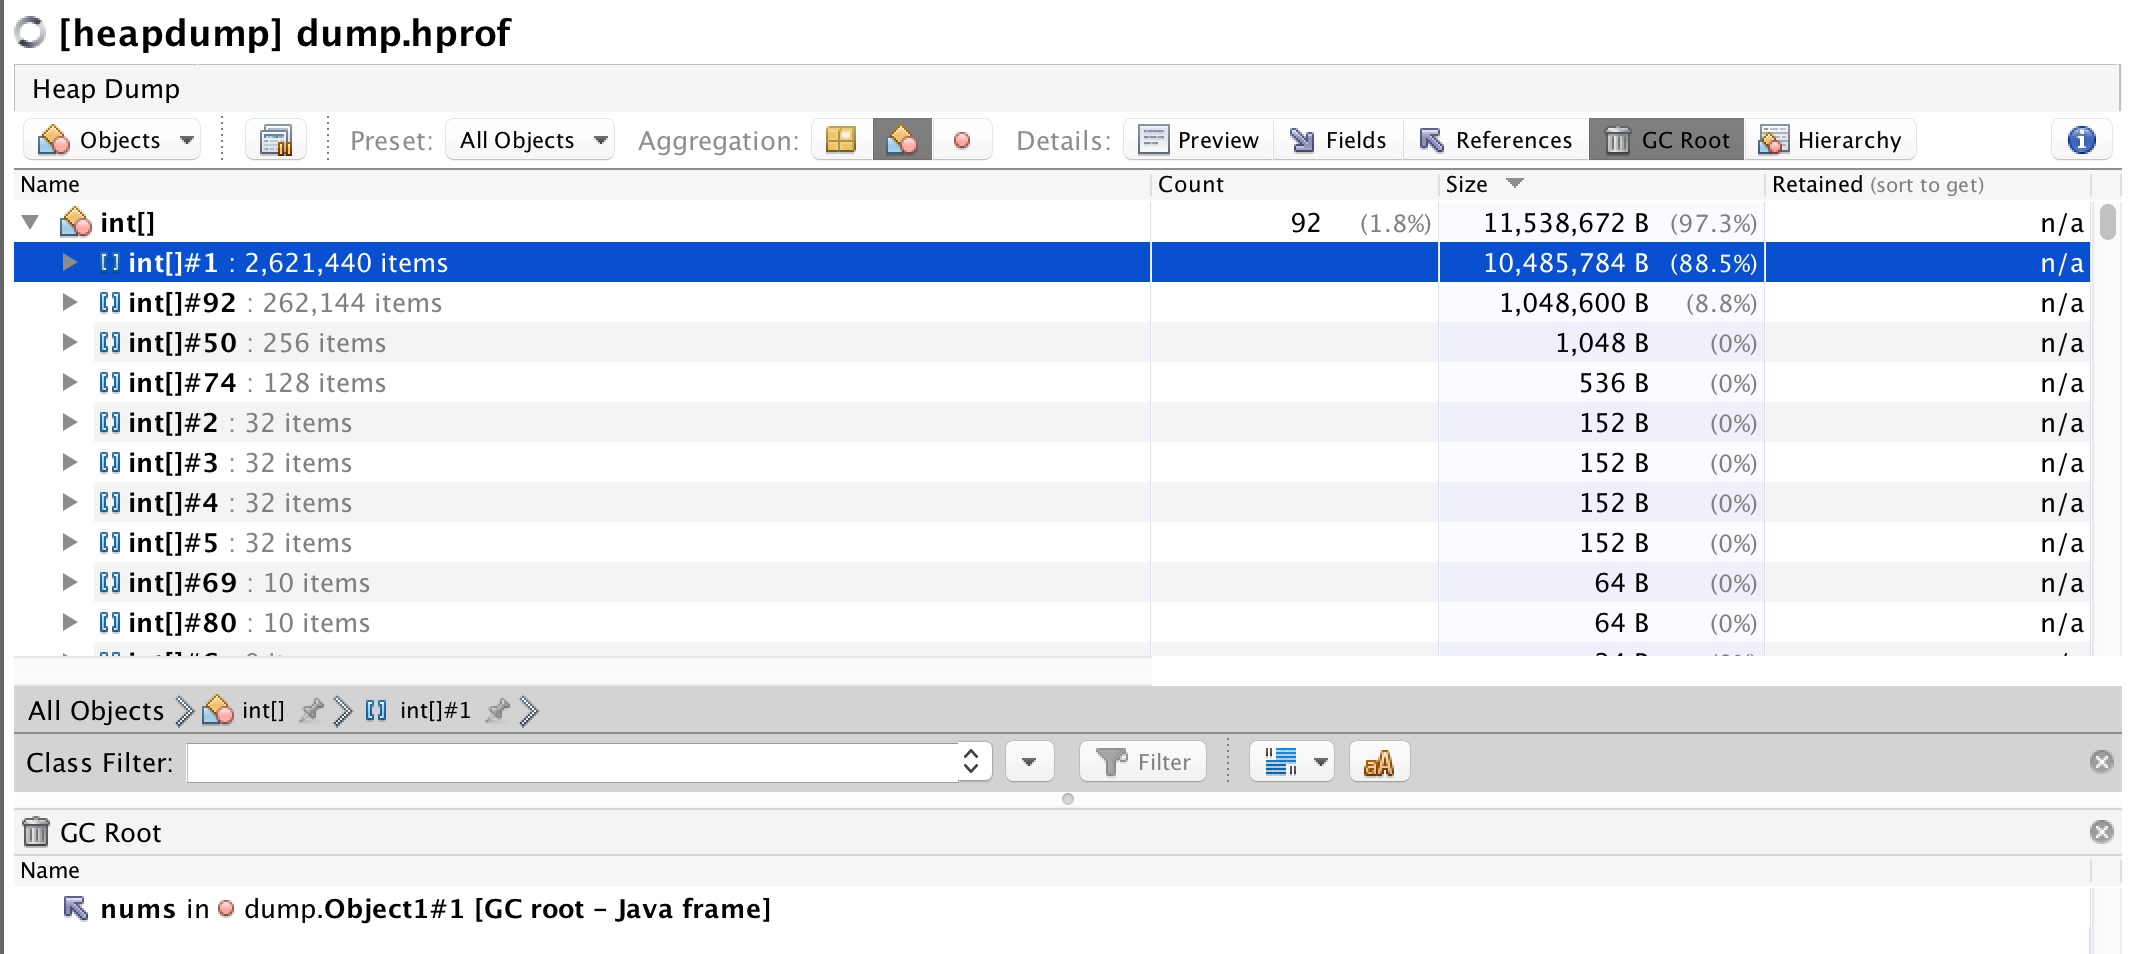 [heapdump] dump.hprof
Heap Dump
Objects Preset: All Objects Aggregation: Details: Preview Fields References GC Root Hierarchy
Name Count Size Retained (sort to get)
int[] 92 (1.8%) 11,538,672 B (97.3%) n/a
int[]#1 : 2,621,440 items 10,485,784 B (88.5%) n/a
int[]#92 : 262,144 items 1,048,600 B (8.8%) n/a
int[]#50 : 256 items 1,048 B (0%) n/a
int[]#74 : 128 items 536 B (0%) n/a
int[]#2 : 32 items 152 B (0%) n/a
int[]#3 : 32 items 152 B (0%) n/a
int[]#4 : 32 items 152 B (0%) n/a
int[]#5 : 32 items 152 B (0%) n/a
int[]#69 : 10 items 64 B (0%) n/a
int[]#80 : 10 items 64 B (0%) n/a
All Objects int[] int[]#1
Class Filter: Filter aA
GC Root
Name
nums in dump.Object1#1 [GC root - Java frame]